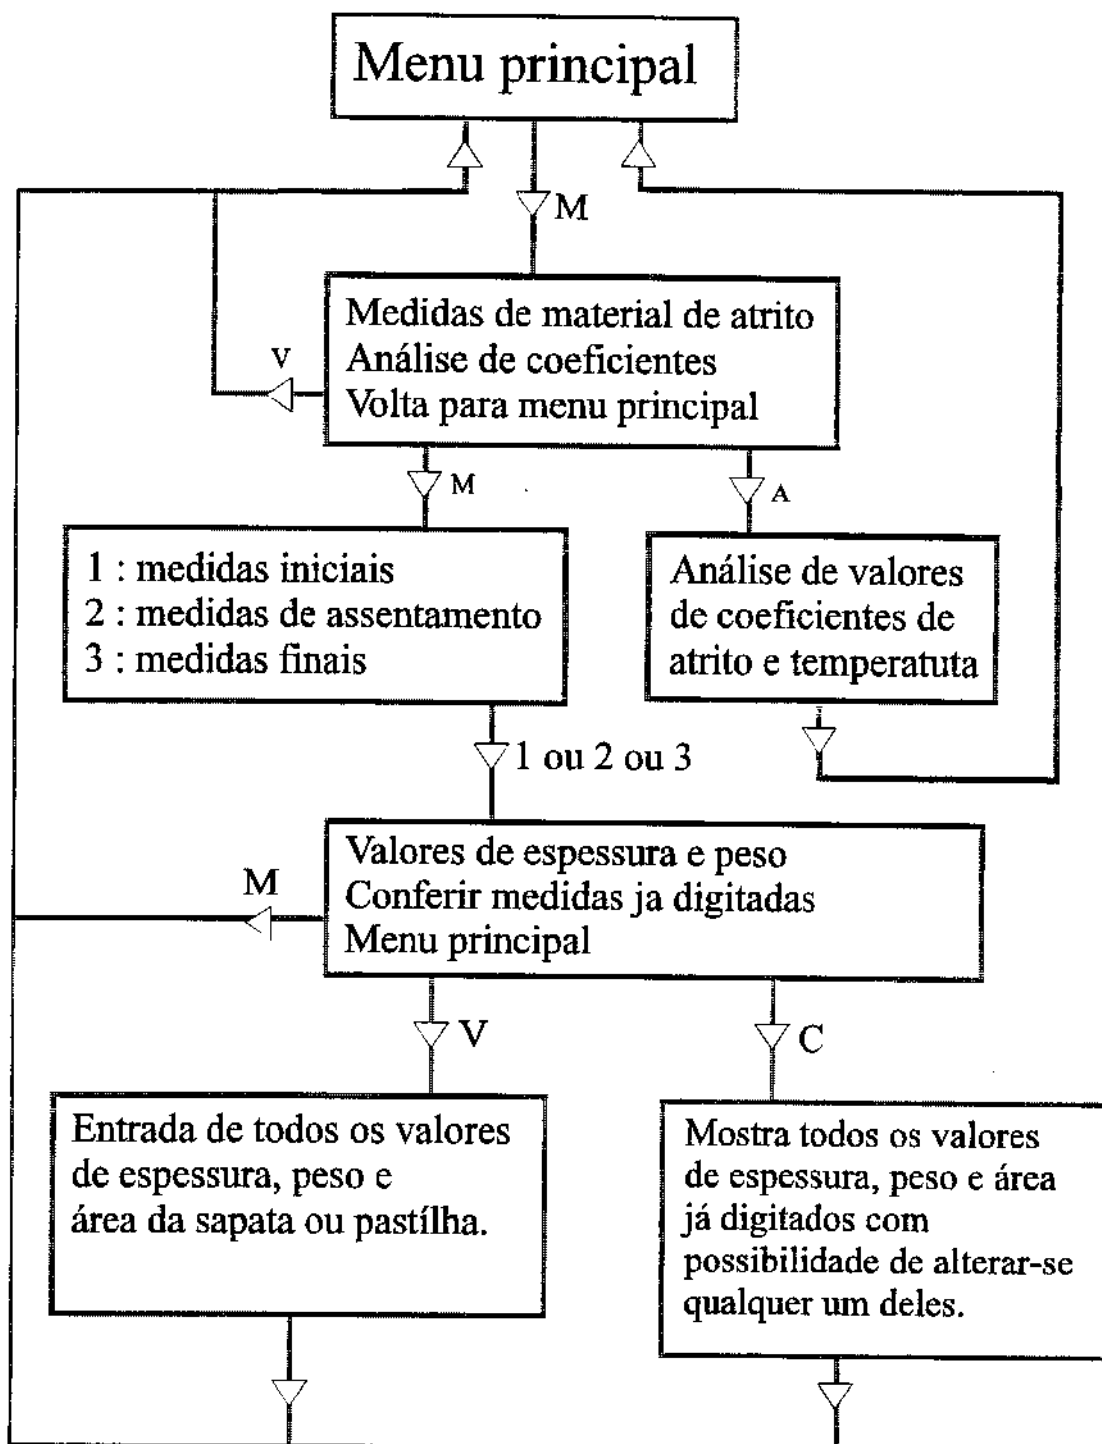 Menu principal
M
Medidas de material de atrito
Análise de coeficientes
Volta para menu principal
V
M
A
1 : medidas iniciais
2 : medidas de assentamento
3 : medidas finais
Análise de valores
de coeficientes de
atrito e temperatuta
1 ou 2 ou 3
Valores de espessura e peso
Conferir medidas ja digitadas
Menu principal
M
V
C
Entrada de todos os valores
de espessura, peso e
área da sapata ou pastílha.
Mostra todos os valores
de espessura, peso e área
já digitados com
possibilidade de alterar-se
qualquer um deles.